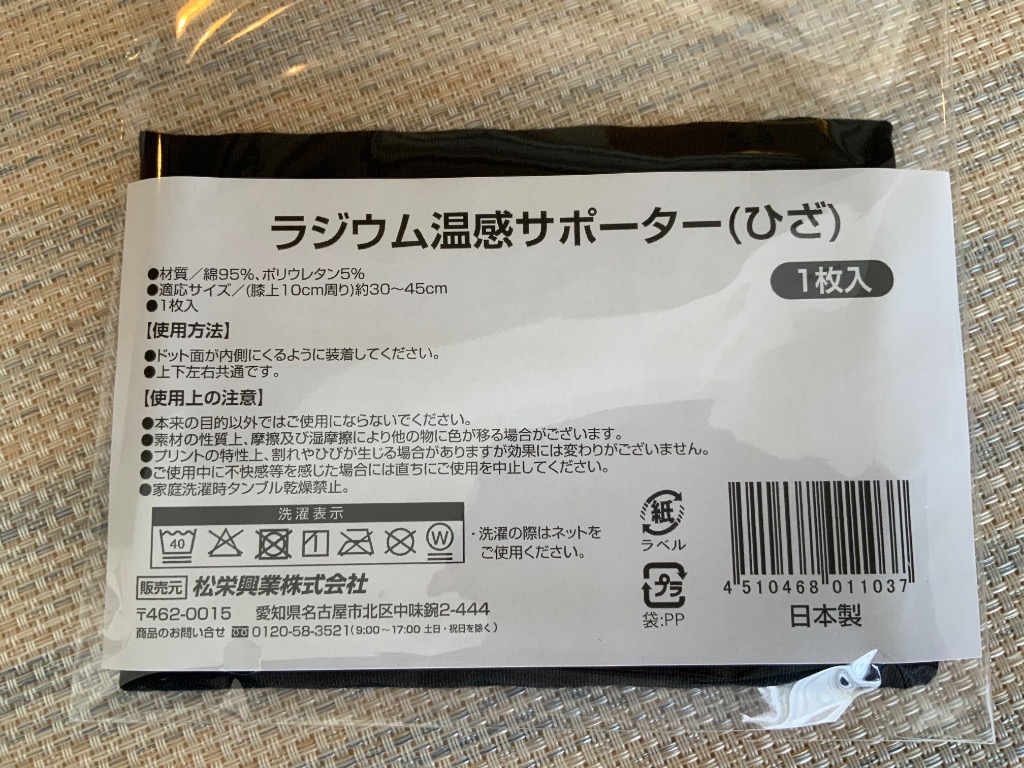 ラジウム温感サポーター(ひざ)
1枚入
●材質／綿95%、ポリウレタン5%
●適応サイズ／(膝上10cm周り)約30〜45cm
●1枚入
【使用方法】
●ドット面が内側にくるように装着してください。
●上下左右共通です。
【使用上の注意】
●本来の目的以外ではご使用にならないでください。
●素材の性質上、摩擦及び湿摩擦により他の物に色が移る場合がございます。
●プリントの特性上、割れやひびが生じる場合がありますが効果には変わりがございません。
●ご使用中に不快感等を感じた場合には直ちにご使用を中止してください。
●家庭洗濯時タンブル乾燥禁止。
洗濯表示
40
W
・洗濯の際はネットを
ご使用ください。
紙
ラベル
プラ
袋:PP
4 510468 011037
日本製
販売元 松栄興業株式会社
〒462-0015 愛知県名古屋市北区中味鋺2-444
商品のお問い合せ 0120-58-3521(9:00〜17:00 土日・祝日を除く)